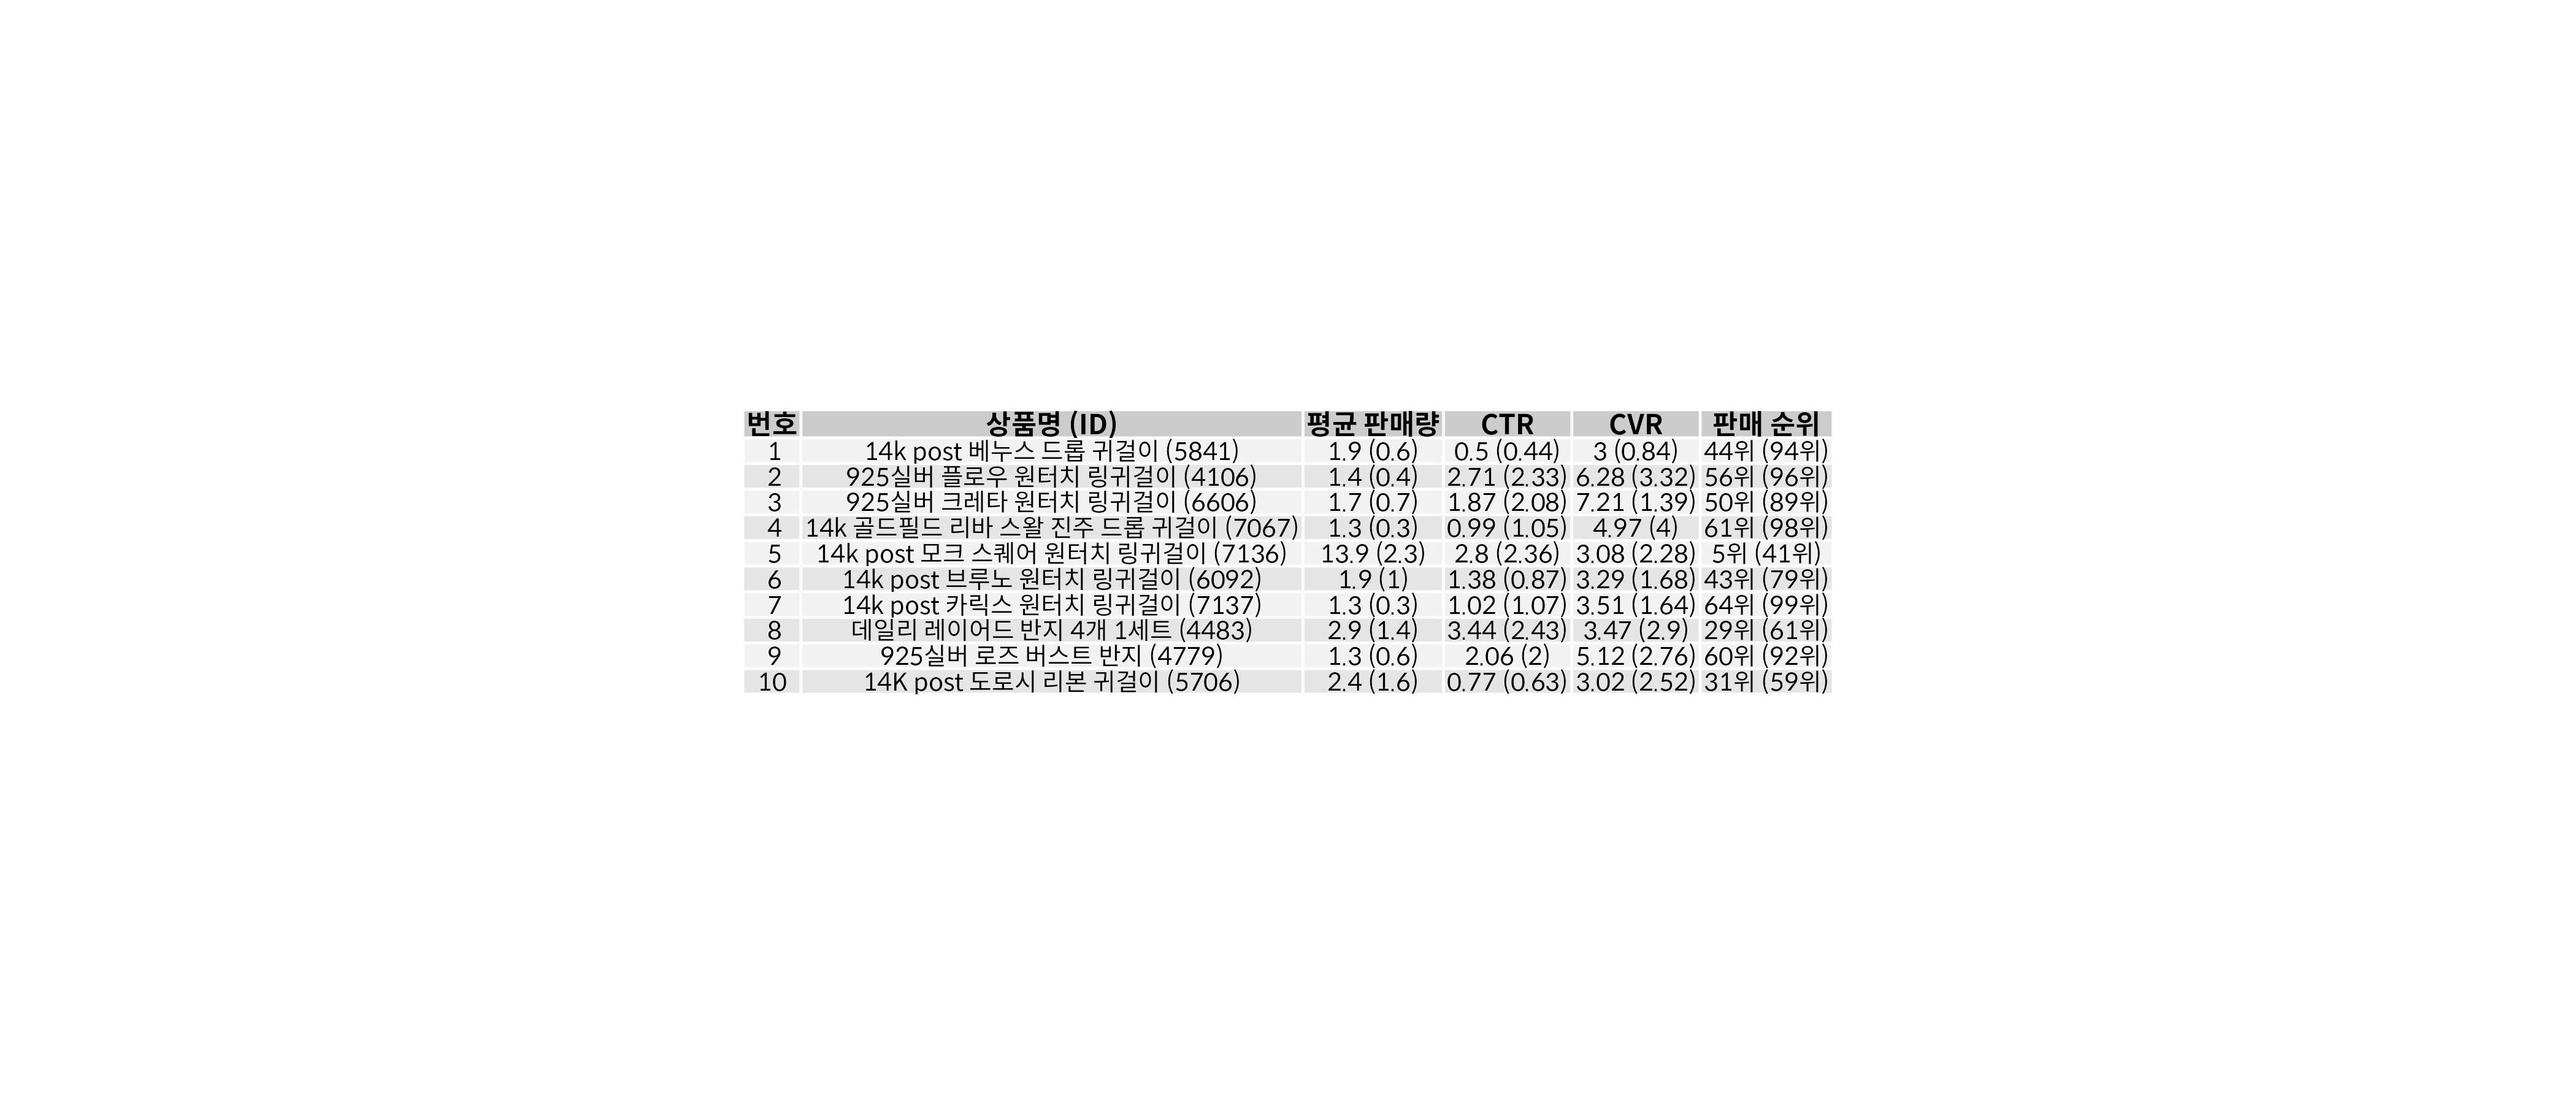 번호 상품명 (ID) 평균 판매량 CTR CVR 판매 순위
1 14k post 베누스 드롭 귀걸이 (5841) 1.9 (0.6) 0.5 (0.44) 3 (0.84) 44위 (94위)
2 925실버 플로우 원터치 링귀걸이 (4106) 1.4 (0.4) 2.71 (2.33) 6.28 (3.32) 56위 (96위)
3 925실버 크레타 원터치 링귀걸이 (6606) 1.7 (0.7) 1.87 (2.08) 7.21 (1.39) 50위 (89위)
4 14k 골드필드 리바 스왈 진주 드롭 귀걸이 (7067) 1.3 (0.3) 0.99 (1.05) 4.97 (4) 61위 (98위)
5 14k post 모크 스퀘어 원터치 링귀걸이 (7136) 13.9 (2.3) 2.8 (2.36) 3.08 (2.28) 5위 (41위)
6 14k post 브루노 원터치 링귀걸이 (6092) 1.9 (1) 1.38 (0.87) 3.29 (1.68) 43위 (79위)
7 14k post 카릭스 원터치 링귀걸이 (7137) 1.3 (0.3) 1.02 (1.07) 3.51 (1.64) 64위 (99위)
8 데일리 레이어드 반지 4개 1세트 (4483) 2.9 (1.4) 3.44 (2.43) 3.47 (2.9) 29위 (61위)
9 925실버 로즈 버스트 반지 (4779) 1.3 (0.6) 2.06 (2) 5.12 (2.76) 60위 (92위)
10 14K post 도로시 리본 귀걸이 (5706) 2.4 (1.6) 0.77 (0.63) 3.02 (2.52) 31위 (59위)